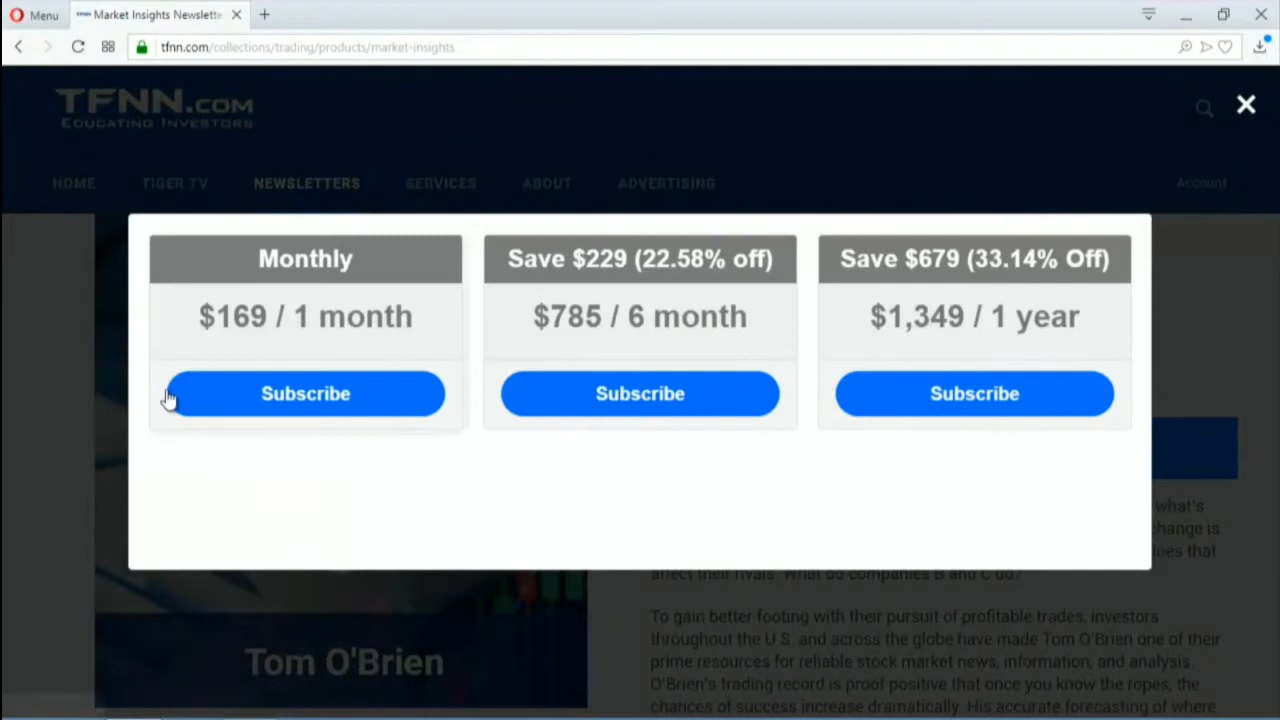 Menu
Market Insights Newslette
tfnn.com/collections/trading/products/market-insights
TFNN.COM
EDUCATING INVESTORS
HOME
TIGER TV
NEWSLETTERS
SERVICES
ABOUT
ADVERTISING
Account
Monthly
$169 / 1 month
Subscribe
Save $229 (22.58% off)
$785 / 6 month
Subscribe
Save $679 (33.14% Off)
$1,349 / 1 year
Subscribe
what's
change is
does that
affect their rivals. What do companies B and C do?
To gain better footing with their pursuit of profitable trades, investors
throughout the U.S. and across the globe have made Tom O'Brien one of their
prime resources for reliable stock market news, information, and analysis.
O'Brien's trading record is proof positive that once you know the ropes, the
chances of success increase dramatically. His accurate forecasting of where
Tom O'Brien